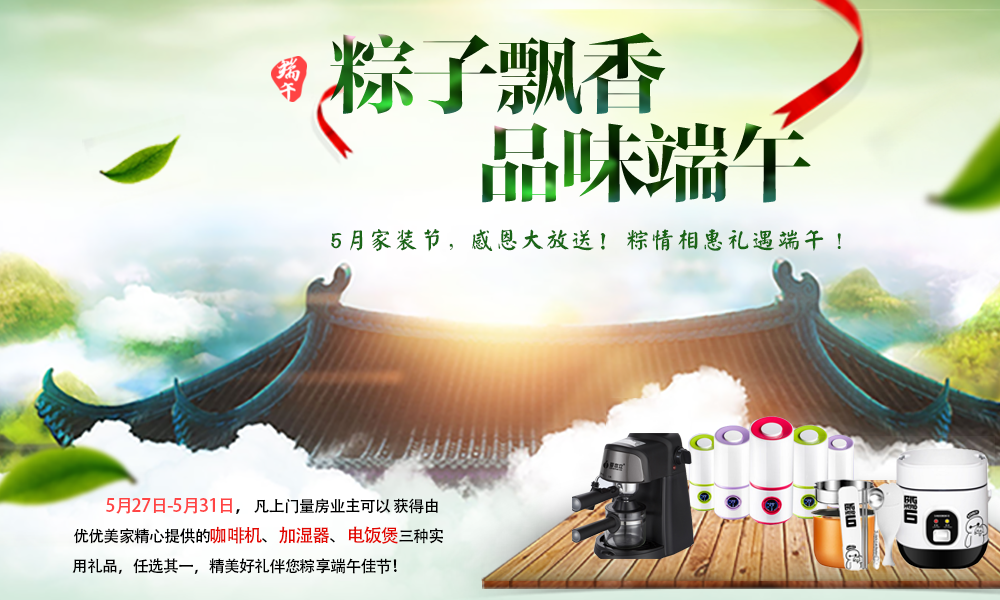 端午
粽子飘香
品味端午
5月家装节，感恩大放送！粽情相惠礼遇端午！
5月27日-5月31日，凡上门量房业主可以 获得由
优优美家精心提供的咖啡机、加湿器、电饭煲三种实
用礼品，任选其一，精美好礼伴您粽享端午佳节！
BIG